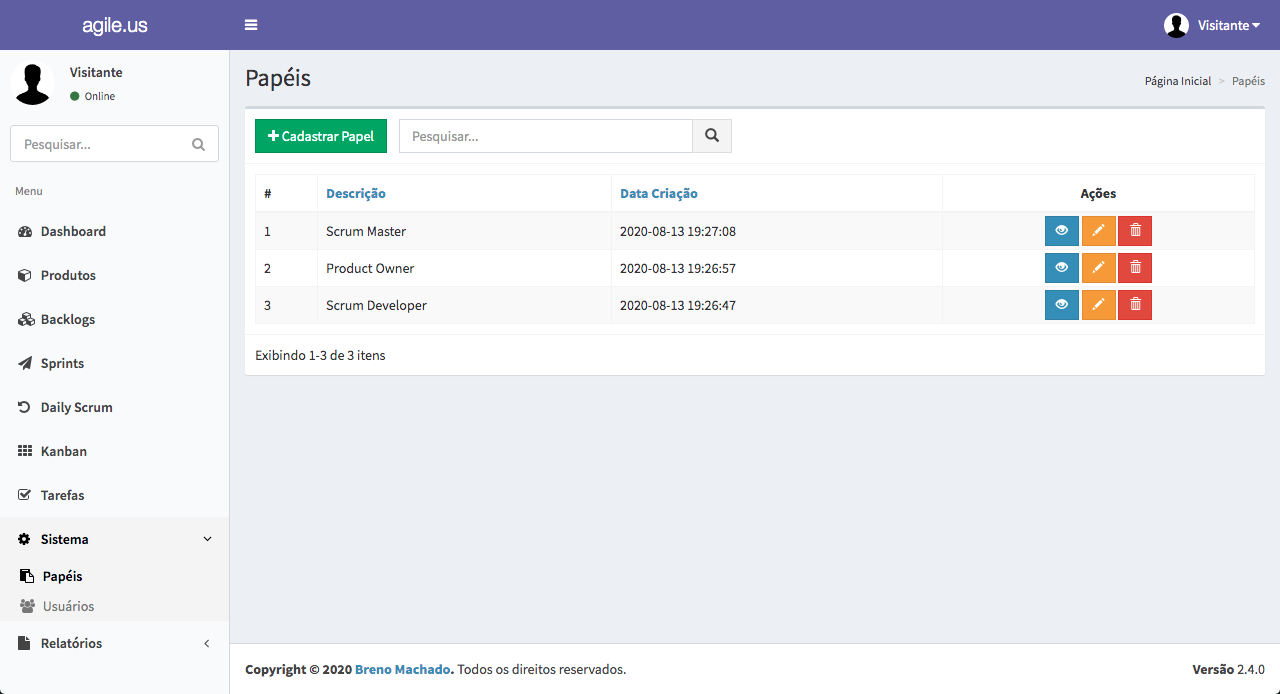 agile.us
Visitante
Visitante
Online
Pesquisar...
Menu
Dashboard
Produtos
Backlogs
Sprints
Daily Scrum
Kanban
Tarefas
Sistema
Papéis
Usuários
Relatórios
Papéis
Página Inicial > Papéis
Cadastrar Papel
Pesquisar...
# Descrição Data Criação Ações
1 Scrum Master 2020-08-13 19:27:08
2 Product Owner 2020-08-13 19:26:57
3 Scrum Developer 2020-08-13 19:26:47
Exibindo 1-3 de 3 itens
Copyright © 2020 Breno Machado. Todos os direitos reservados.
Versão 2.4.0